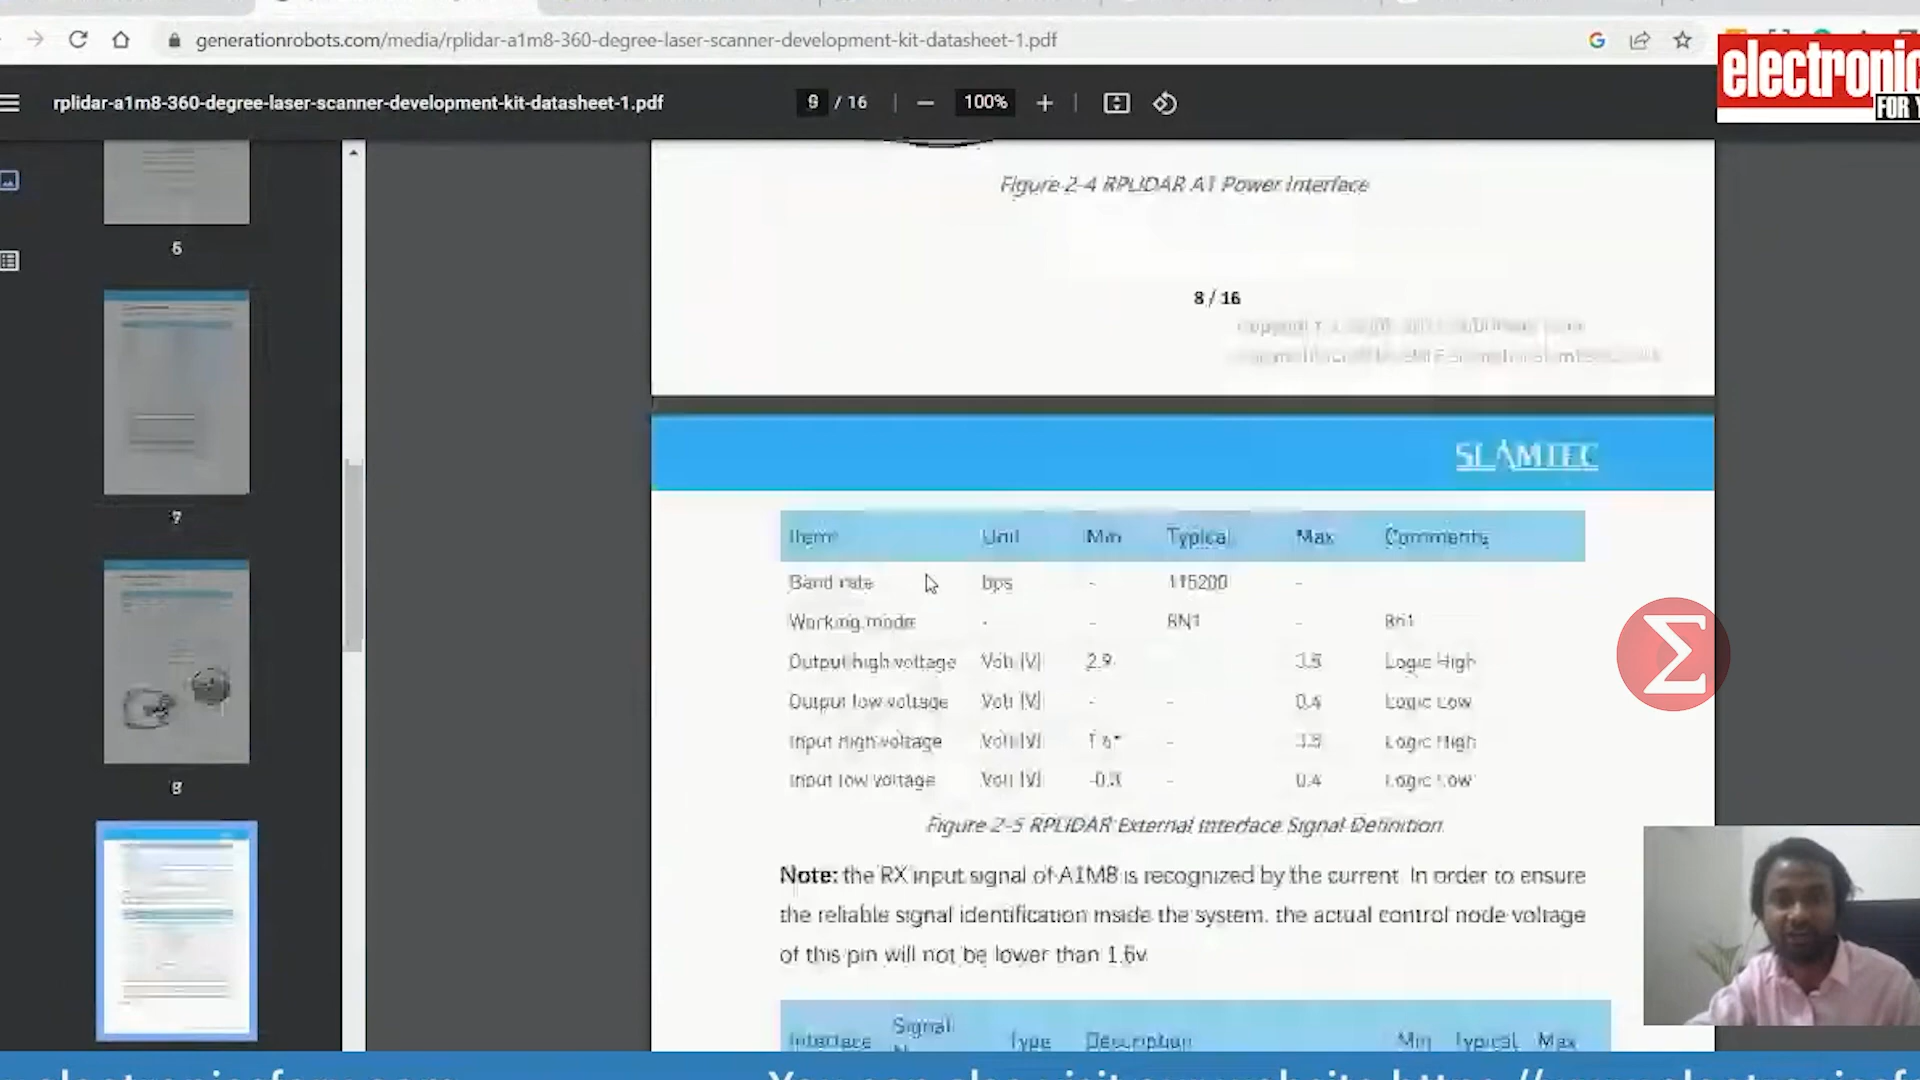 generationrobots.com/media/rplidar-a1m8-360-degree-laser-scanner-development-kit-datasheet-1.pdf
electronic
FOR Y
rplidar-a1m8-360-degree-laser-scanner-development-kit-datasheet-1.pdf
9 / 16
100%
Figure 2-4 RPLIDAR A1 Power Interface
6
8 / 16
SLAMTEC
7
Item Unit Min Typical Max Comments
Band rate bps - 115200 -
Working mode - - 8N1 - 8n1
Output high voltage Volt (V) 2.9 3.5 Logic High
Output low voltage Volt (V) - - 0.4 Logic Low
Input high voltage Volt (V) 1.6* - 3.5 Logic High
Input low voltage Volt (V) -0.3 - 0.4 Logic Low
8
Figure 2-5 RPLIDAR External Interface Signal Definition
Note: the RX input signal of A1M8 is recognized by the current. In order to ensure
the reliable signal identification inside the system, the actual control node voltage
of this pin will not be lower than 1.6v
Σ
Interface Signal Type Description Min Typical Max